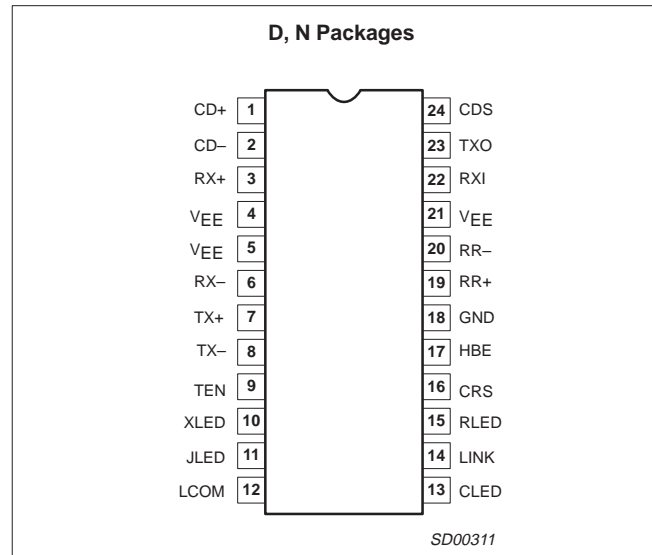 D, N Packages
CD+ 1 24 CDS
CD– 2 23 TXO
RX+ 3 22 RXI
VEE 4 21 VEE
VEE 5 20 RR–
RX– 6 19 RR+
TX+ 7 18 GND
TX– 8 17 HBE
TEN 9 16 CRS
XLED 10 15 RLED
JLED 11 14 LINK
LCOM 12 13 CLED
SD00311